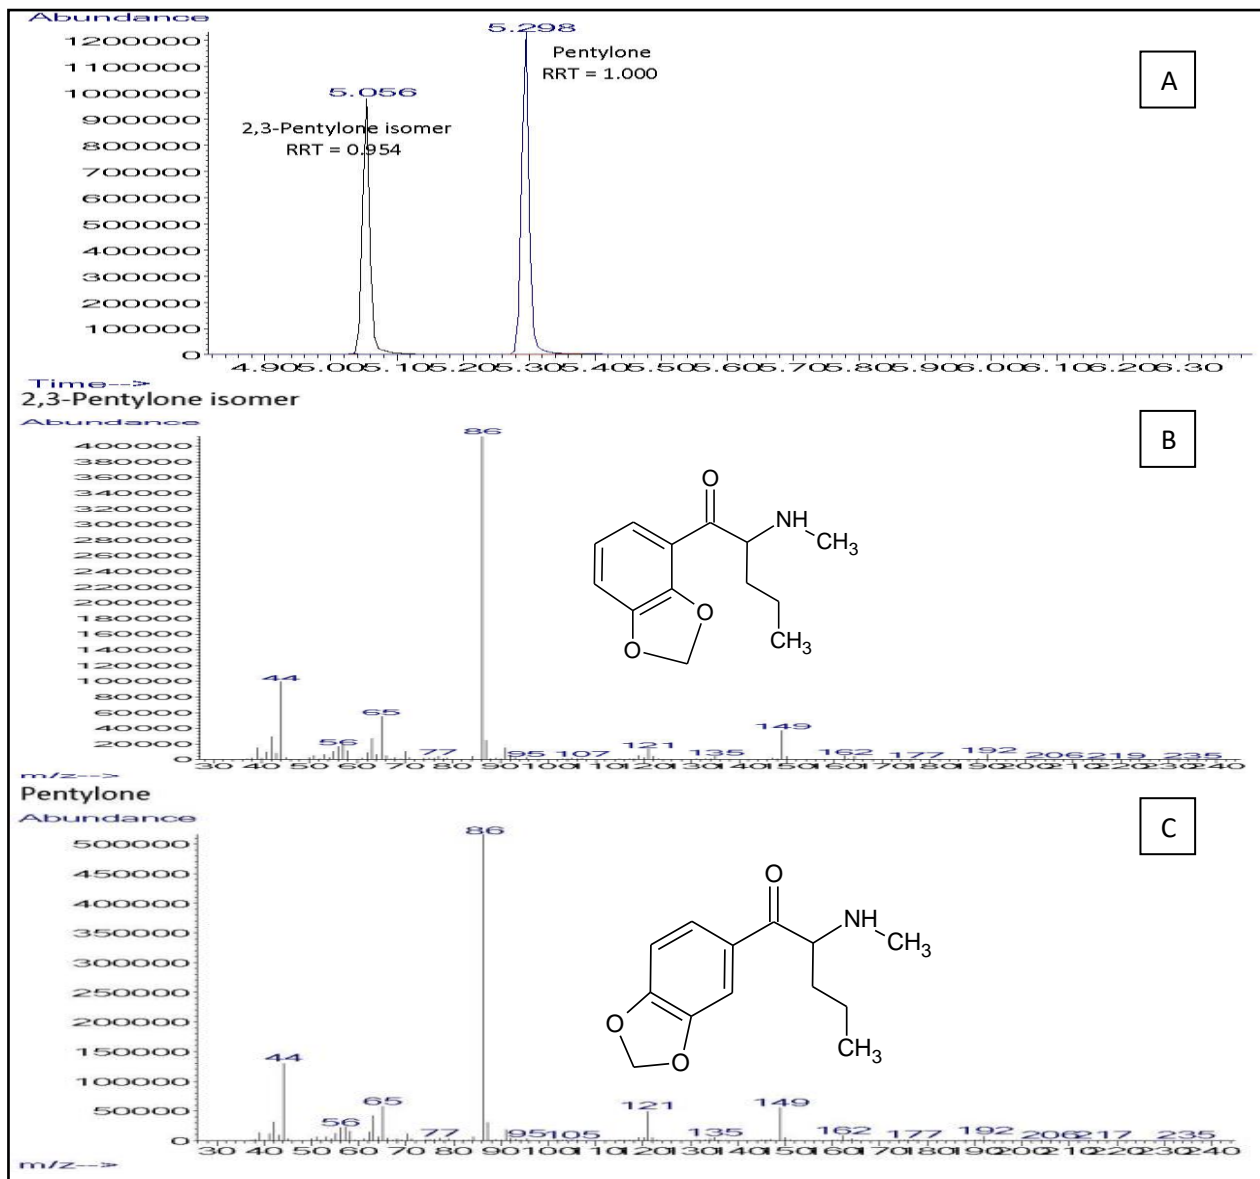 Abundance
1200000
1100000
1000000
900000
800000
700000
600000
500000
400000
300000
200000
100000
0
5.056
2,3-Pentylone isomer
RRT = 0.954
5.298
Pentylone
RRT = 1.000
A
4.90 5.00 5.10 5.20 5.30 5.40 5.50 5.60 5.70 5.80 5.90 6.00 6.10 6.20 6.30
Time-->
2,3-Pentylone isomer
Abundance
400000
380000
360000
340000
320000
300000
280000
260000
240000
220000
200000
180000
160000
140000
120000
100000
80000
60000
40000
20000
0
86
B
O
NH
CH3
O
O
CH3
44
56
65
77
95
107
121
135
149
162
177
192
206
219
235
30 40 50 60 70 80 90 100 110 120 130 140 150 160 170 180 190 200 210 220 230 240
m/z-->
Pentylone
Abundance
500000
450000
400000
350000
300000
250000
200000
150000
100000
50000
0
86
C
O
NH
CH3
O
O
CH3
44
56
65
77
95
105
121
135
149
162
177
192
206
217
235
30 40 50 60 70 80 90 100 110 120 130 140 150 160 170 180 190 200 210 220 230 240
m/z-->